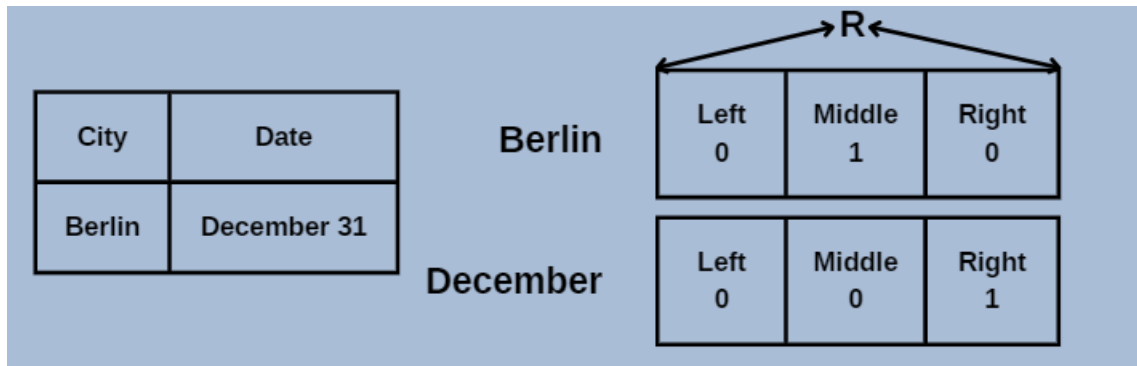 R
City Date
Berlin December 31
Berlin
Left Middle Right
0 1 0
December
Left Middle Right
0 0 1